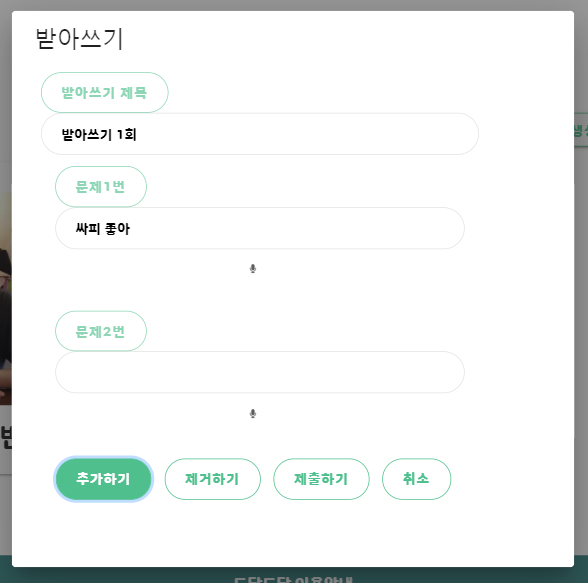 받아쓰기
받아쓰기 제목
받아쓰기 1회
문제1번
싸피 좋아
문제2번
추가하기 제거하기 제출하기 취소